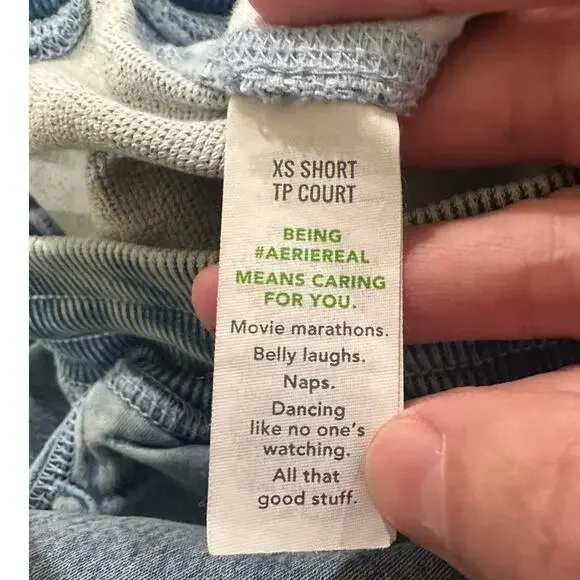 XS SHORT
TP COURT
BEING
#AERIEREAL
MEANS CARING
FOR YOU.
Movie marathons.
Belly laughs.
Naps.
Dancing
like no one's
watching.
All that
good stuff.